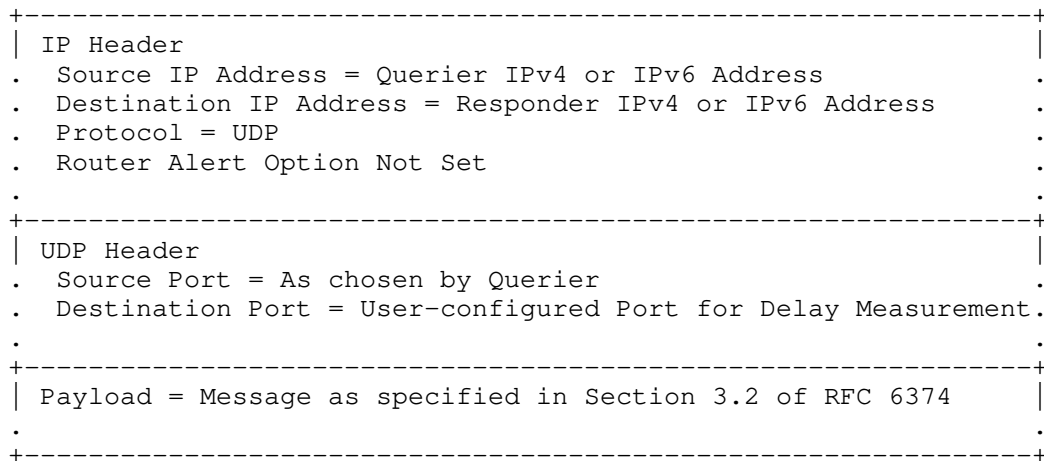 +---------------------------------------------------------------+
| IP Header                                                     |
.  Source IP Address = Querier IPv4 or IPv6 Address             .
.  Destination IP Address = Responder IPv4 or IPv6 Address      .
.  Protocol = UDP                                               .
.  Router Alert Option Not Set                                  .
.                                                               .
+---------------------------------------------------------------+
| UDP Header                                                    |
.  Source Port = As chosen by Querier                           .
.  Destination Port = User-configured Port for Delay Measurement.
.                                                               .
+---------------------------------------------------------------+
| Payload = Message as specified in Section 3.2 of RFC 6374     |
.                                                               .
+---------------------------------------------------------------+